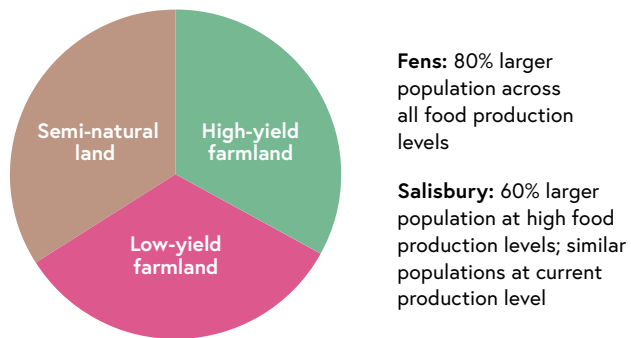 Semi-natural
land
High-yield
farmland
Low-yield
farmland
Fens: 80% larger
population across
all food production
levels
Salisbury: 60% larger
population at high food
production levels; similar
populations at current
production level